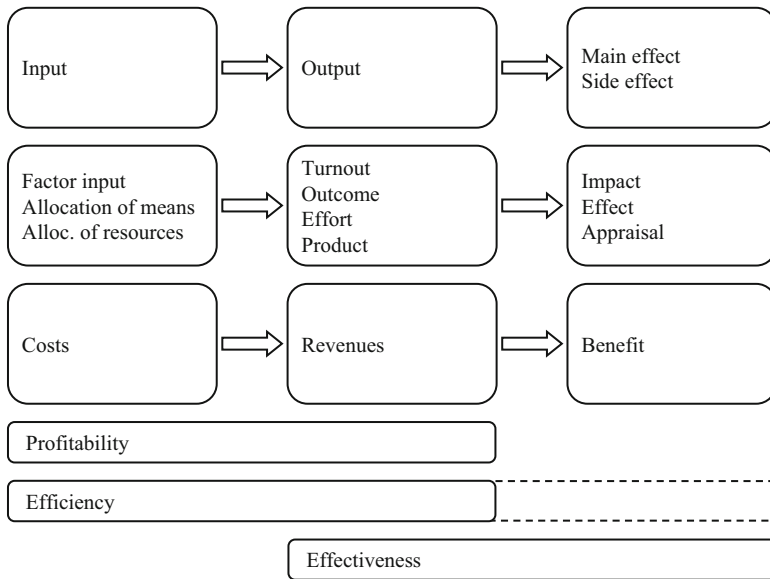 Input
Output
Main effect
Side effect
Factor input
Allocation of means
Alloc. of resources
Turnout
Outcome
Effort
Product
Impact
Effect
Appraisal
Costs
Revenues
Benefit
Profitability
Efficiency
Effectiveness